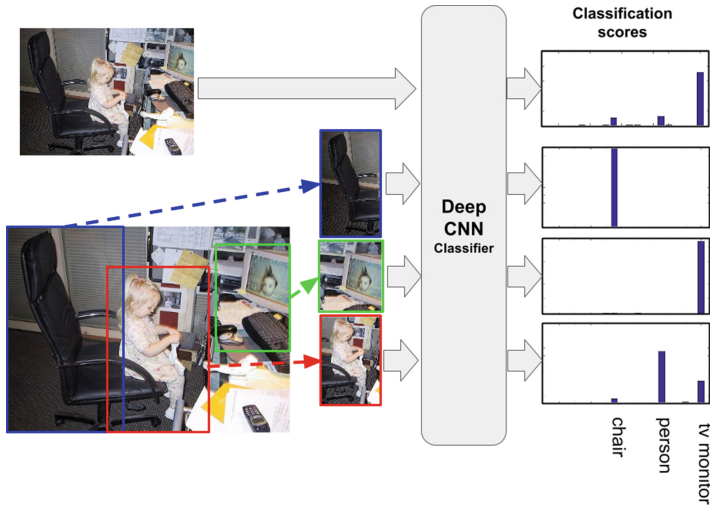 Classification
scores
Deep
CNN
Classifier
chair
person
tv monitor